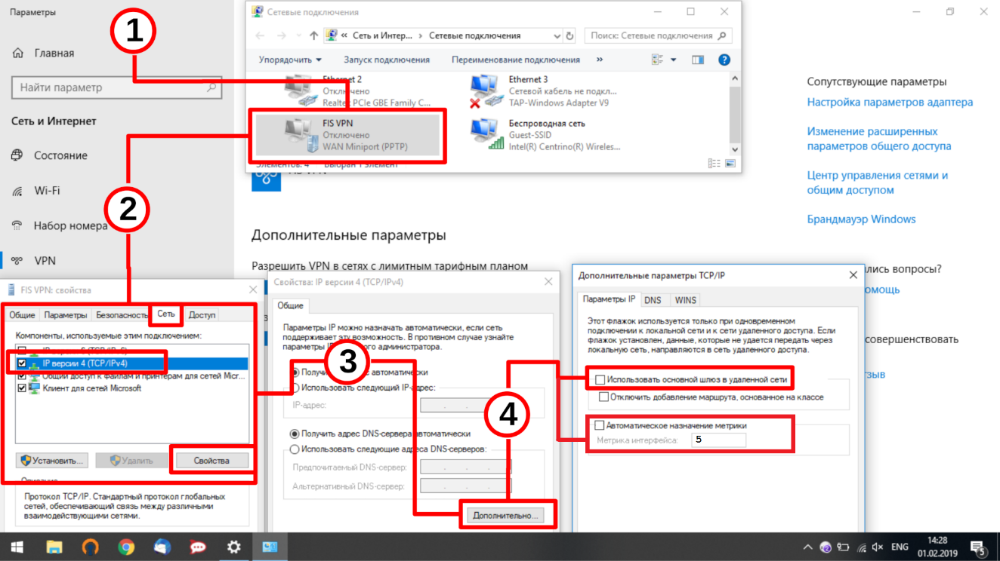 Параметры
Главная
Найти параметр
Сеть и Интернет
Состояние
Wi-Fi
Набор номера
VPN
1
2
3
4
Сетевые подключения
« Сеть и Интер... > Сетевые подключения
Поиск: Сетевые подключения
Упорядочить Запуск подключения Переименование подключения »
Ethernet 2
Отключено
Realtek PCIe GBE Family C...
Ethernet 3
Сетевой кабель не подкл...
TAP-Windows Adapter V9
FIS VPN
Отключено
WAN Miniport (PPTP)
Беспроводная сеть
Guest-SSID
Intel(R) Centrino(R) Wireles...
Элементов: 4 Выбран 1 элемент
FIS VPN
Дополнительные параметры
Разрешить VPN в сетях с лимитным тарифным планом
Сопутствующие параметры
Настройка параметров адаптера
Изменение расширенных
параметров общего доступа
Центр управления сетями и
общим доступом
Брандмауэр Windows
лись вопросы?
омощь
совершенствовать
зыв
FIS VPN: свойства
Общие Параметры Безопасность Сеть Доступ
Компоненты, используемые этим подключением:
IP версии 6 (TCP/IPv6)
IP версии 4 (TCP/IPv4)
Общий доступ к файлам и принтерам для сетей Micr...
Клиент для сетей Microsoft
Установить... Удалить Свойства
Описание
Протокол TCP/IP. Стандартный протокол глобальных
сетей, обеспечивающий связь между различными
взаимодействующими сетями.
Свойства: IP версии 4 (TCP/IPv4)
Общие
Параметры IP можно назначать автоматически, если сеть
поддерживает эту возможность. В противном случае узнайте
параметры администратора.
Получи автоматически
Использовать следующий IP-адрес:
IP-адрес:
Получить адрес DNS-сервера автоматически
Использовать следующие адреса DNS-серверов:
Предпочитаемый DNS-сервер:
Альтернативный DNS-сервер:
Дополнительно...
Дополнительные параметры TCP/IP
Параметры IP DNS WINS
Этот флажок используется только при одновременном
подключении к локальной сети и к сети удаленного доступа. Если
флажок установлен, данные, которые не удается передать через
локальную сеть, направляются в сеть удаленного доступа.
Использовать основной шлюз в удаленной сети
Отключить добавление маршрута, основанное на классе
Автоматическое назначение метрики
Метрика интерфейса: 5
ENG
14:28
01.02.2019
5